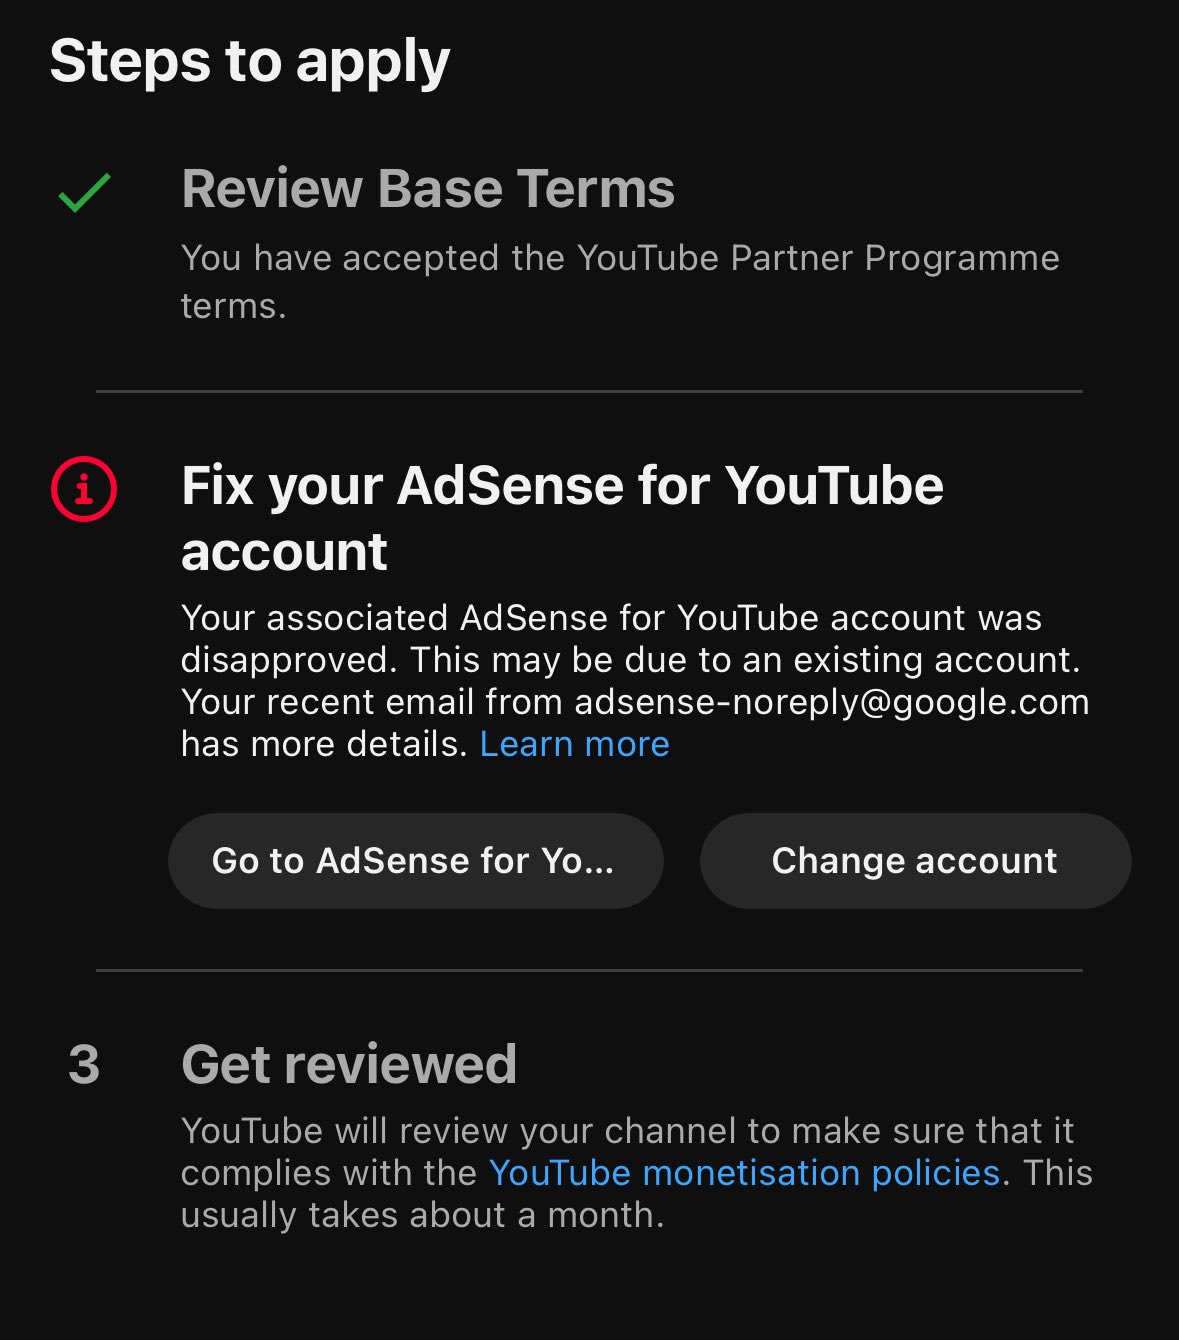 Steps to apply
Review Base Terms
You have accepted the YouTube Partner Programme
terms.
Fix your AdSense for YouTube
account
Your associated AdSense for YouTube account was
disapproved. This may be due to an existing account.
Your recent email from adsense-noreply@google.com
has more details. Learn more
Go to AdSense for Yo...
Change account
3
Get reviewed
YouTube will review your channel to make sure that it
complies with the YouTube monetisation policies. This
usually takes about a month.